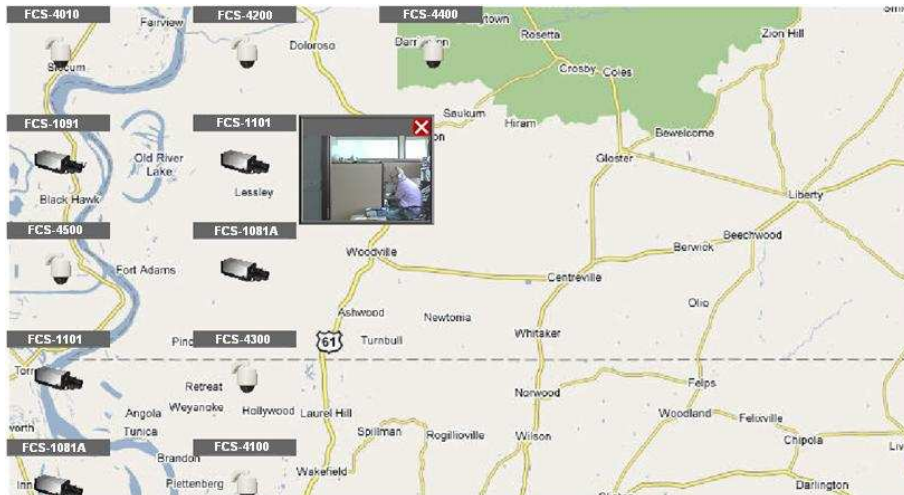 FCS-4010
FCS-4200
FCS-4400
Fairview
Rosetta
Zion Hill
Doloroso
Slocum
Crosby
Coles
Saukum
FCS-1091
FCS-1101
Hiram
Bewelcome
Old River
Lake
Gloster
Black Hawk
Lessley
Liberty
FCS-4500
FCS-1081A
Beechwood
Woodville
Berwick
Fort Adams
Centreville
Olio
Ashwood
Newtonia
Whitaker
FCS-1101
FCS-4300
61
Turnbull
Retreat
Felps
Norwood
Angola
Weyanoke
Hollywood
Laurel Hill
Woodland
Felixville
Tunica
Spillman
Rogillioville
Wilson
Chipola
FCS-1081A
FCS-4100
Brandon
Wakefield
Plettenberg
Darlington